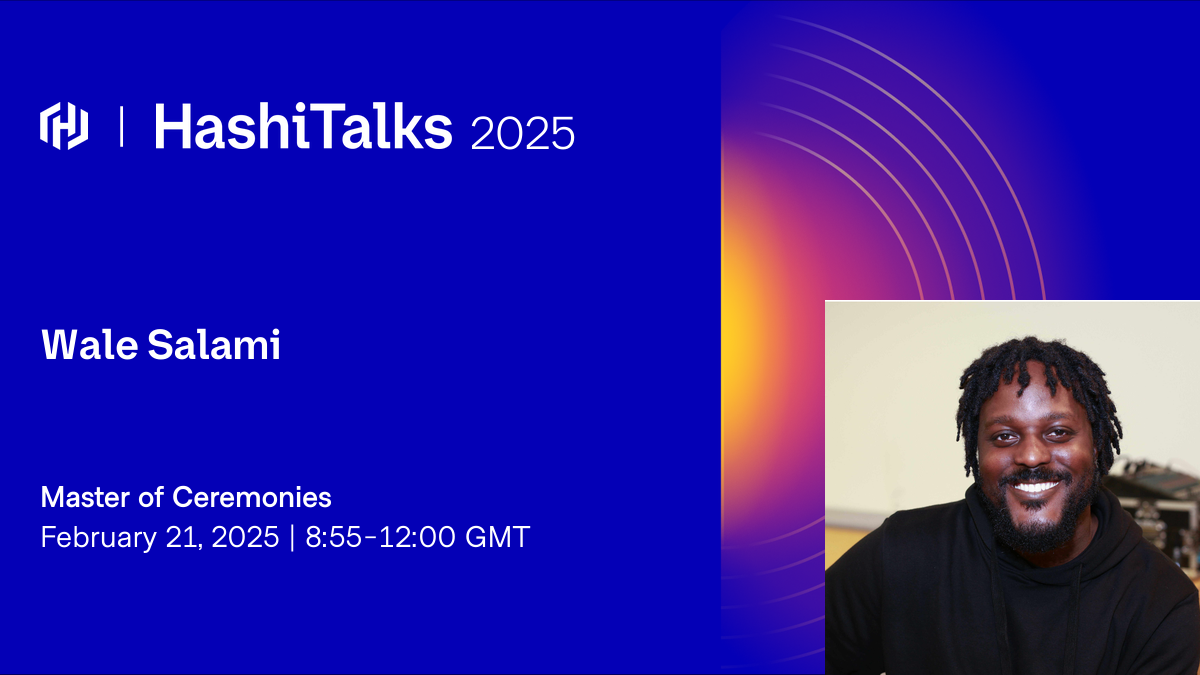 HashiTalks 2025
Wale Salami
Master of Ceremonies
February 21, 2025 | 8:55-12:00 GMT